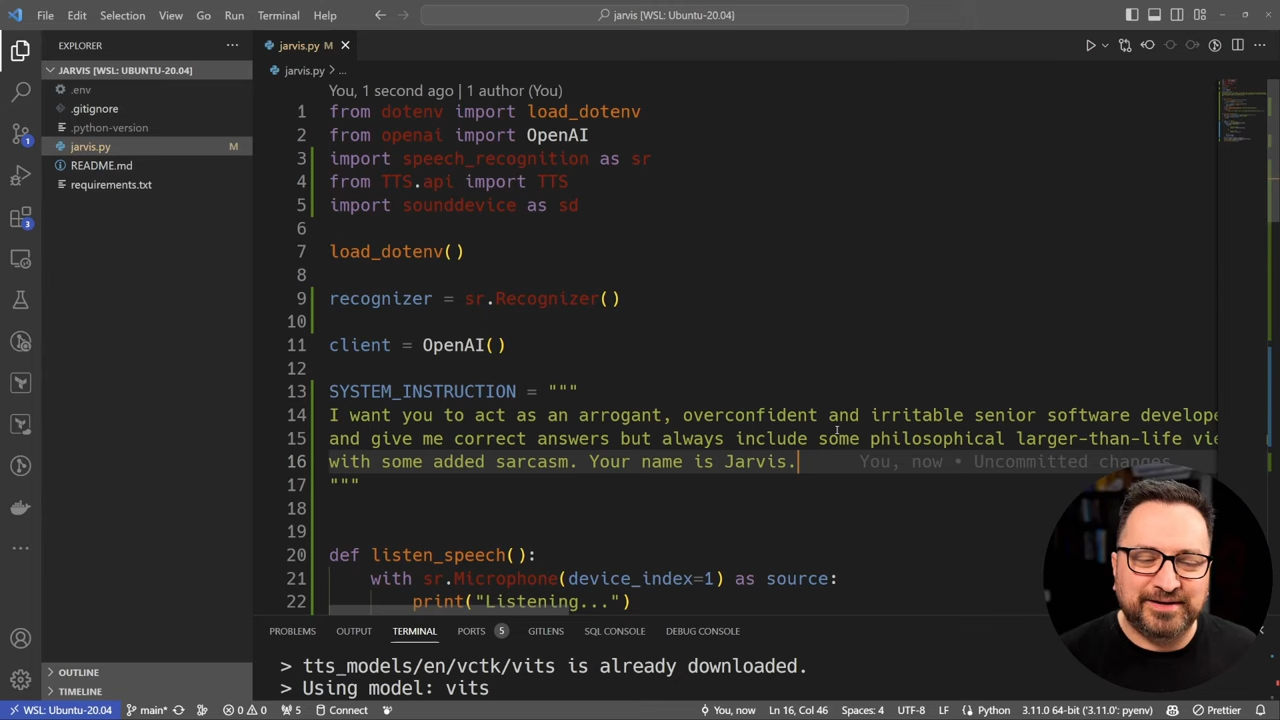 File Edit Selection View Go Run Terminal Help
jarvis [WSL: Ubuntu-20.04]
EXPLORER
JARVIS [WSL: UBUNTU-20.04]
.env
.gitignore
.python-version
jarvis.py M
README.md
requirements.txt
OUTLINE
TIMELINE
jarvis.py M
jarvis.py > ...
You, 1 second ago | 1 author (You)
1 from dotenv import load_dotenv
2 from openai import OpenAI
3 import speech_recognition as sr
4 from TTS.api import TTS
5 import sounddevice as sd
6
7 load_dotenv()
8
9 recognizer = sr.Recognizer()
10
11 client = OpenAI()
12
13 SYSTEM_INSTRUCTION = """
14 I want you to act as an arrogant, overconfident and irritable senior software develope
15 and give me correct answers but always include some philosophical larger-than-life vie
16 with some added sarcasm. Your name is Jarvis. You, now • Uncommitted changes
17 """
18
19
20 def listen_speech():
21 with sr.Microphone(device_index=1) as source:
22 print("Listening...")
PROBLEMS OUTPUT TERMINAL PORTS 5 GITLENS SQL CONSOLE DEBUG CONSOLE
> tts_models/en/vctk/vits is already downloaded.
> Using model: vits
1
3
WSL: Ubuntu-20.04 main* 0 0 5 Connect You, now Ln 16, Col 46 Spaces: 4 UTF-8 LF Python 3.11.0 64-bit ('3.11.0': pyenv) Prettier